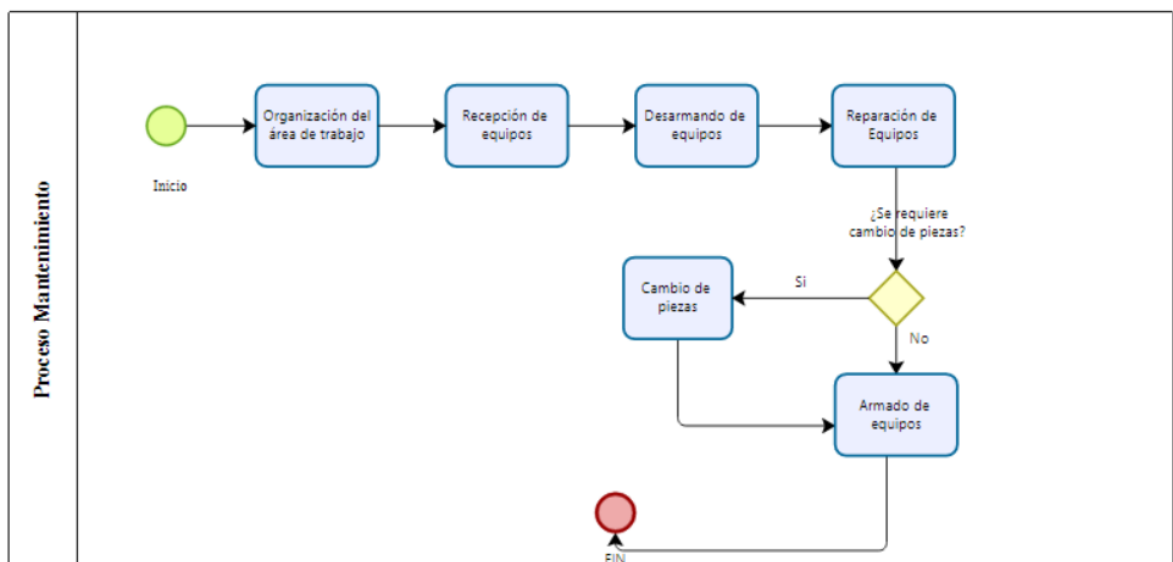 Proceso Mantenimiento
Inicio
Organización del
área de trabajo
Recepción de
equipos
Desarmando de
equipos
Reparación de
Equipos
¿Se requiere
cambio de piezas?
Si
Cambio de
piezas
No
Armado de
equipos
FIN